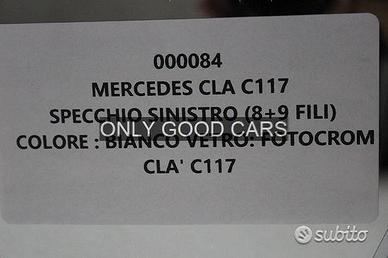 000084
MERCEDES CLA C117
SPECCHIO SINISTRO (8+9 FILI)
ONLY GOOD CARS
COLORE : BIANCO VETRO: FOTOCROM
CLA' C117
subito